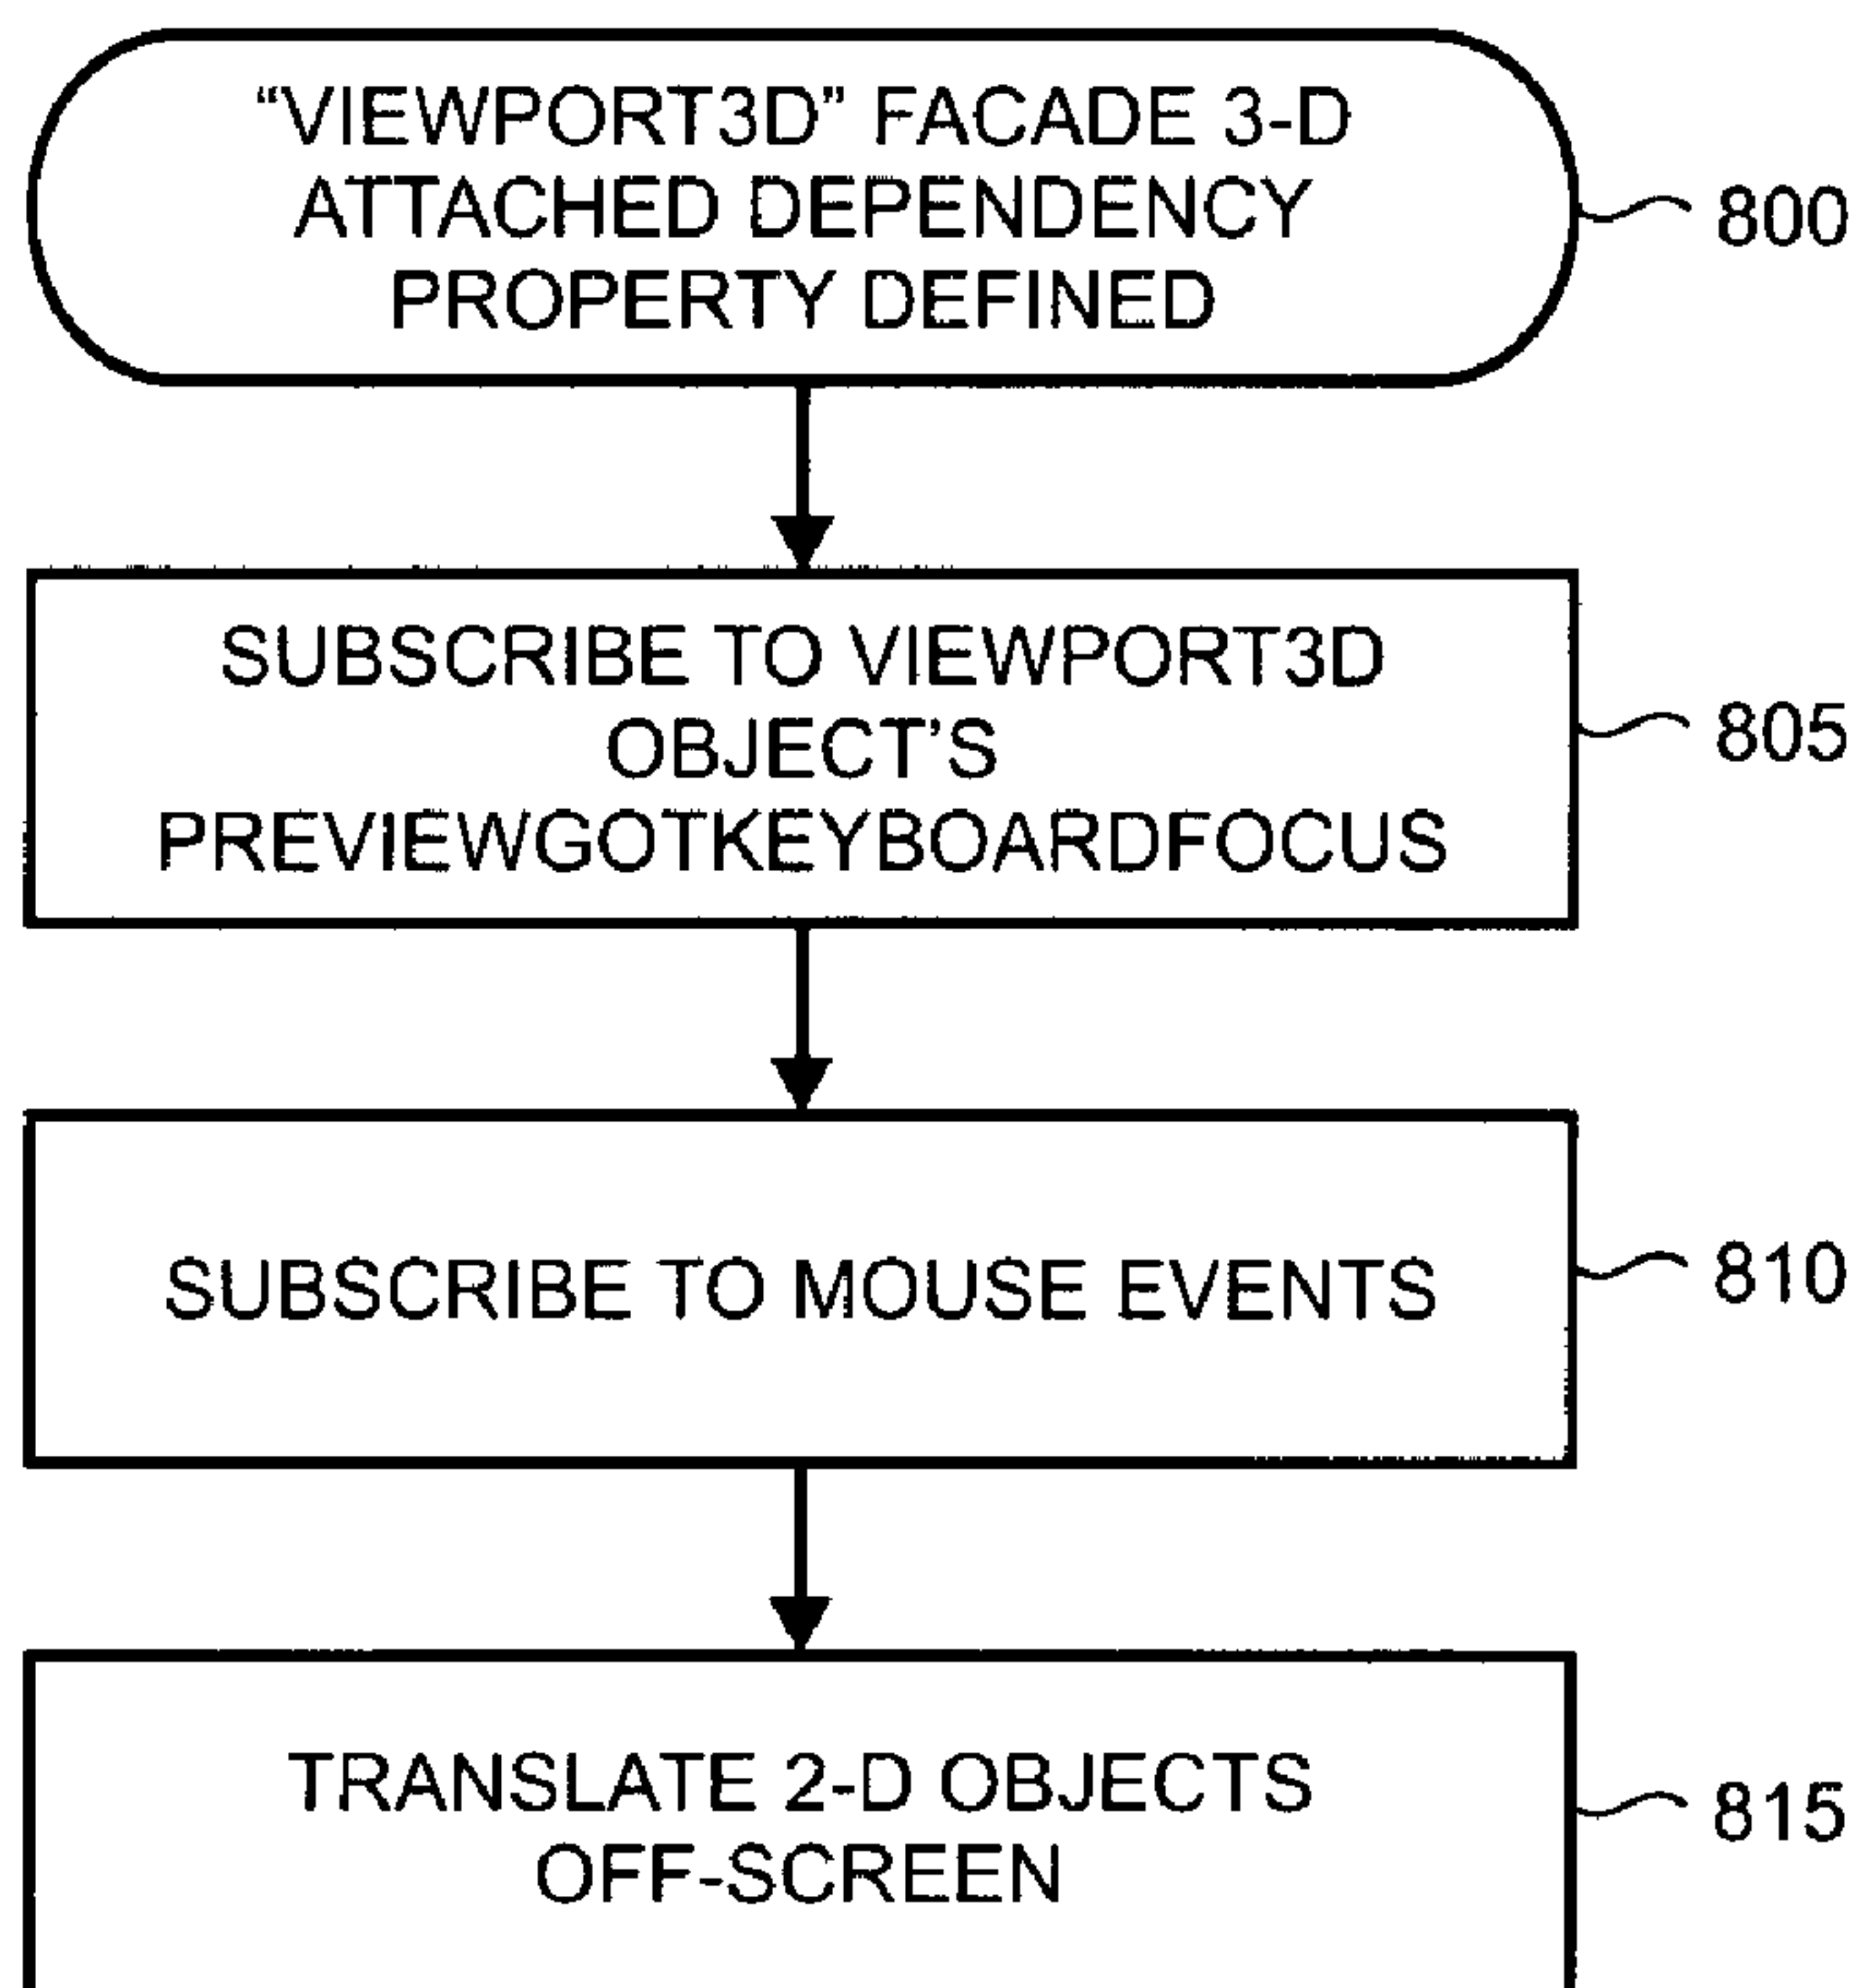 “VIEWPORT3D” FACADE 3-D
ATTACHED DEPENDENCY
PROPERTY DEFINED
800
SUBSCRIBE TO VIEWPORT3D
OBJECT’S
PREVIEWGOTKEYBOARDFOCUS
805
SUBSCRIBE TO MOUSE EVENTS
810
TRANSLATE 2-D OBJECTS
OFF-SCREEN
815